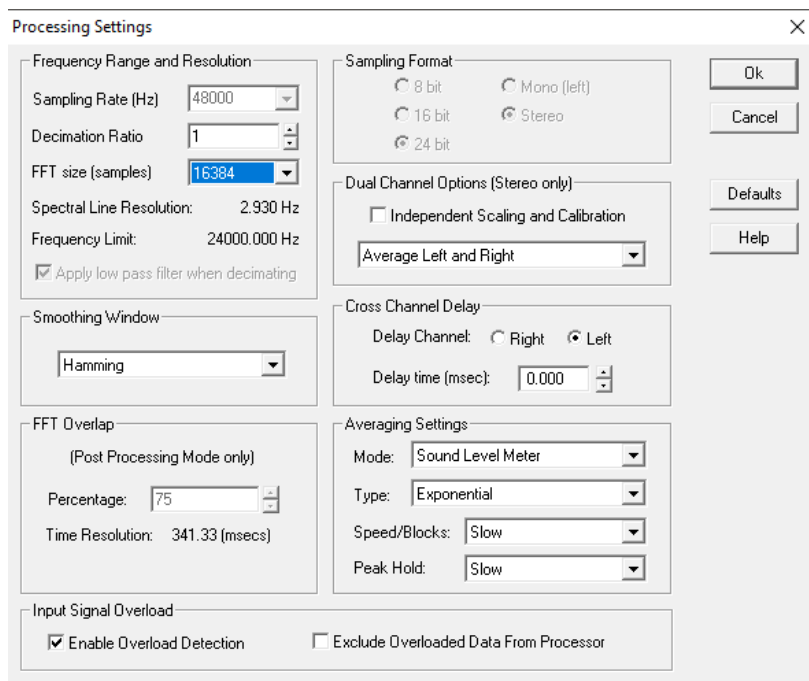 Processing Settings
Frequency Range and Resolution
Sampling Rate (Hz) 48000
Decimation Ratio 1
FFT size (samples) 16384
Spectral Line Resolution: 2.930 Hz
Frequency Limit: 24000.000 Hz
Apply low pass filter when decimating
Smoothing Window
Hamming
FFT Overlap
(Post Processing Mode only)
Percentage: 75
Time Resolution: 341.33 (msecs)
Sampling Format
8 bit Mono (left)
16 bit Stereo
24 bit
Dual Channel Options (Stereo only)
Independent Scaling and Calibration
Average Left and Right
Cross Channel Delay
Delay Channel: Right Left
Delay time (msec): 0.000
Averaging Settings
Mode: Sound Level Meter
Type: Exponential
Speed/Blocks: Slow
Peak Hold: Slow
Input Signal Overload
Enable Overload Detection Exclude Overloaded Data From Processor
Ok
Cancel
Defaults
Help